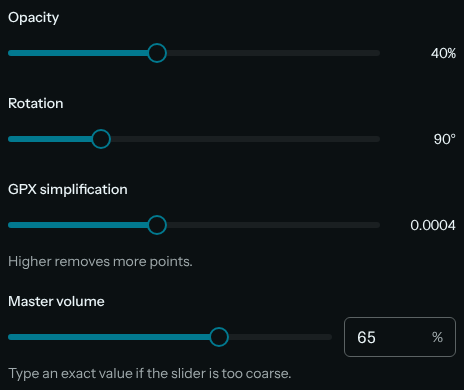 Opacity
40%
Rotation
90°
GPX simplification
0.0004
Higher removes more points.
Master volume
65 %
Type an exact value if the slider is too coarse.